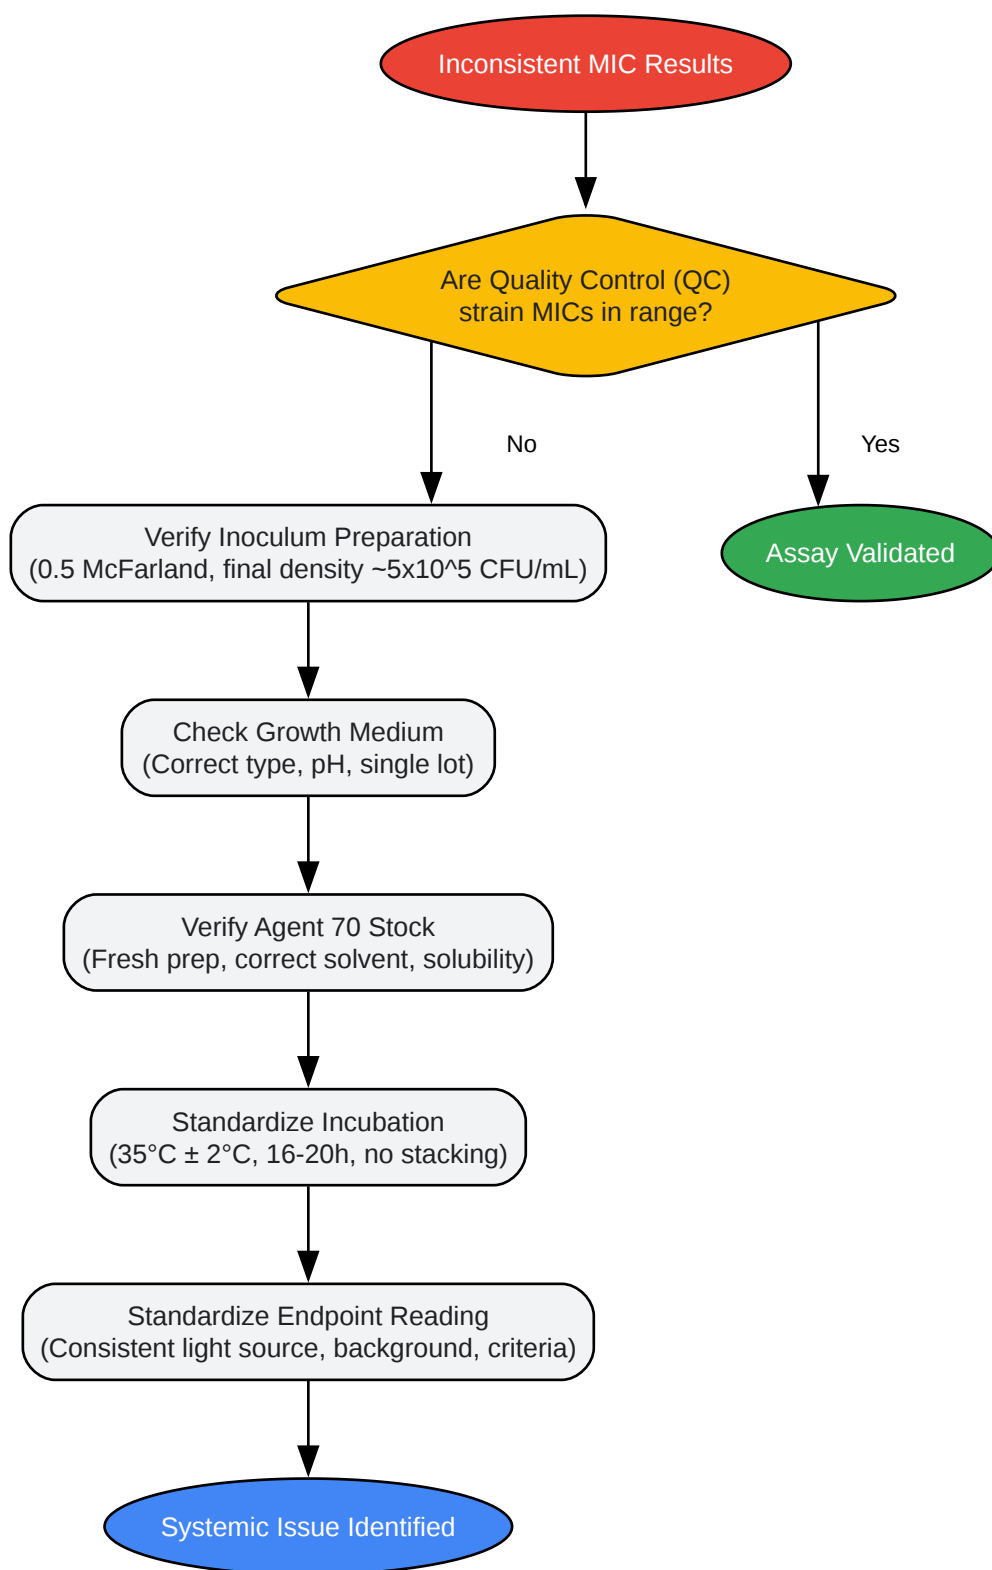 Inconsistent MIC Results
Are Quality Control (QC)
strain MICs in range?
No
Yes
Verify Inoculum Preparation
(0.5 McFarland, final density ~5x10^5 CFU/mL)
Assay Validated
Check Growth Medium
(Correct type, pH, single lot)
Verify Agent 70 Stock
(Fresh prep, correct solvent, solubility)
Standardize Incubation
(35°C ± 2°C, 16-20h, no stacking)
Standardize Endpoint Reading
(Consistent light source, background, criteria)
Systemic Issue Identified